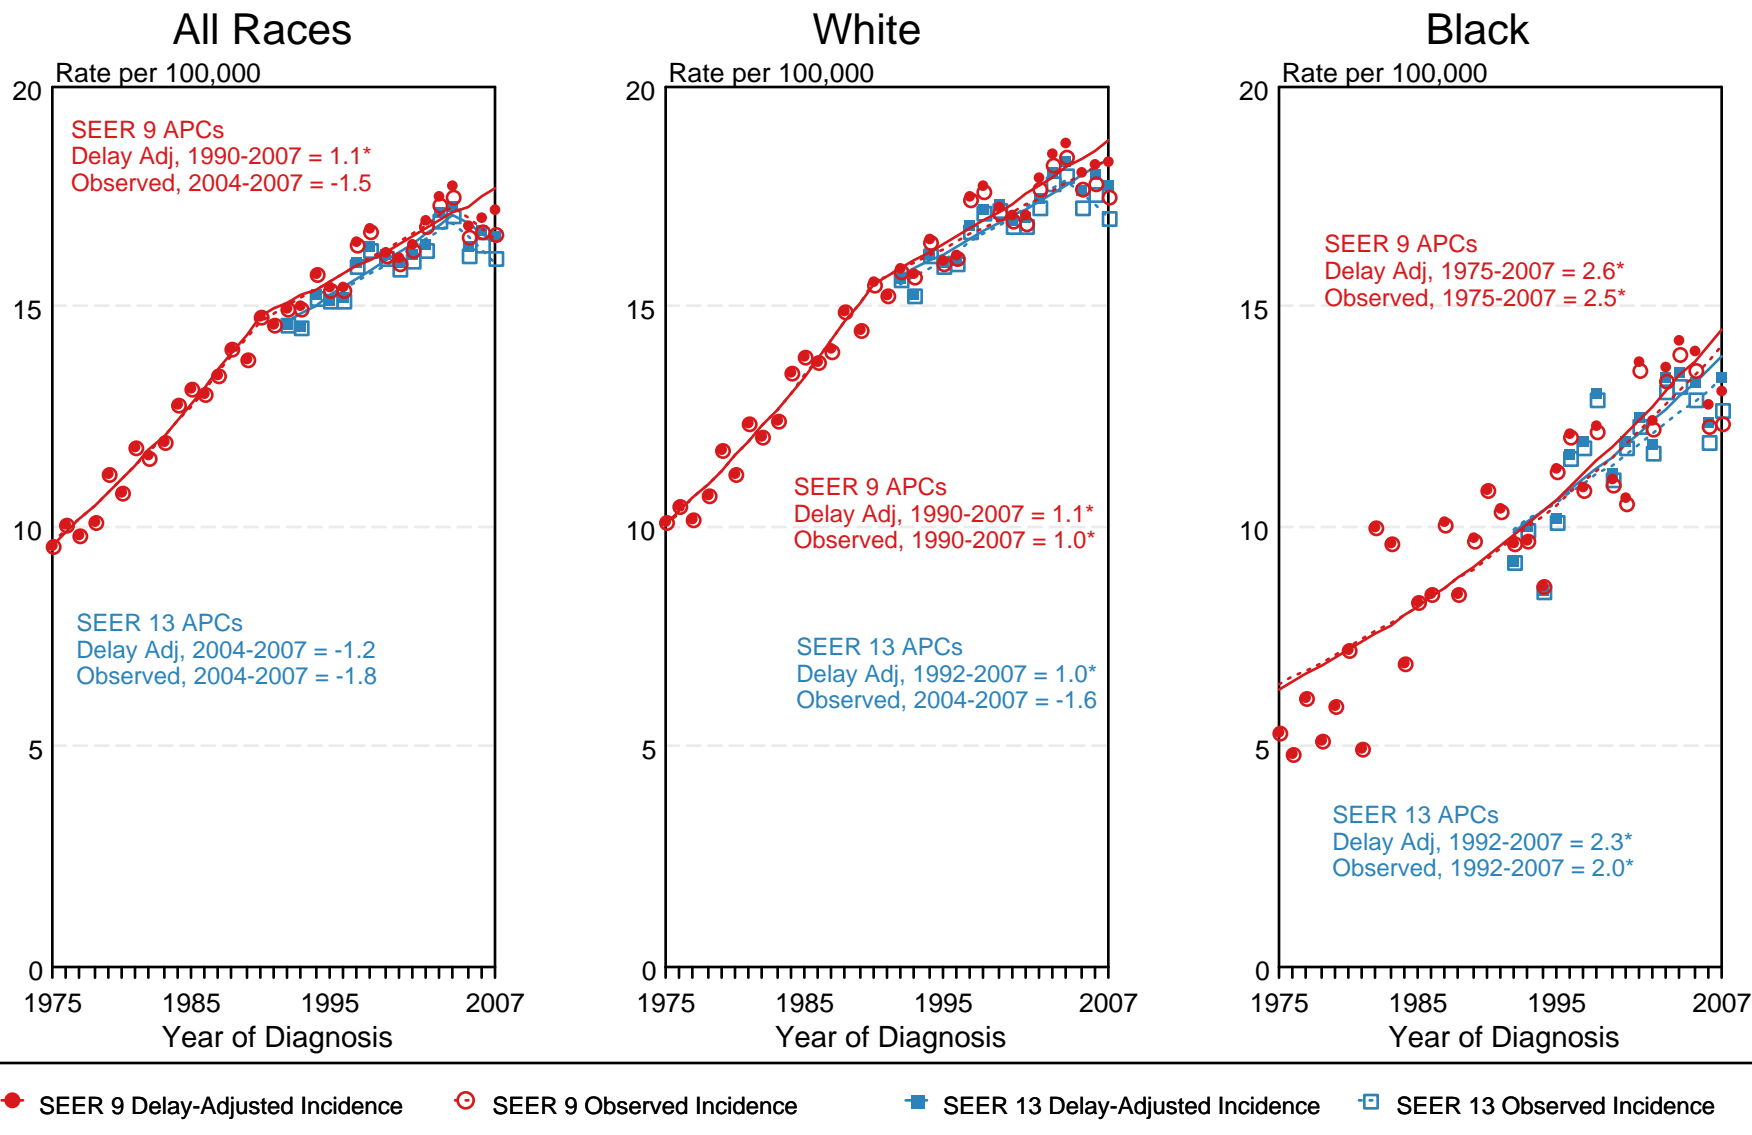 All Races
Rate per 100,000
20
SEER 9 APCs
Delay Adj, 1990-2007 = 1.1*
Observed, 2004-2007 = -1.5
15
10
SEER 13 APCs
Delay Adj, 2004-2007 = -1.2
Observed, 2004-2007 = -1.8
5
0
1975 1985 1995 2007
Year of Diagnosis
White
Rate per 100,000
20
15
SEER 9 APCs
Delay Adj, 1990-2007 = 1.1*
Observed, 1990-2007 = 1.0*
10
SEER 13 APCs
Delay Adj, 1992-2007 = 1.0*
Observed, 2004-2007 = -1.6
5
0
1975 1985 1995 2007
Year of Diagnosis
Black
Rate per 100,000
20
SEER 9 APCs
Delay Adj, 1975-2007 = 2.6*
Observed, 1975-2007 = 2.5*
15
10
5
SEER 13 APCs
Delay Adj, 1992-2007 = 2.3*
Observed, 1992-2007 = 2.0*
0
1975 1985 1995 2007
Year of Diagnosis
SEER 9 Delay-Adjusted Incidence
SEER 9 Observed Incidence
SEER 13 Delay-Adjusted Incidence
SEER 13 Observed Incidence